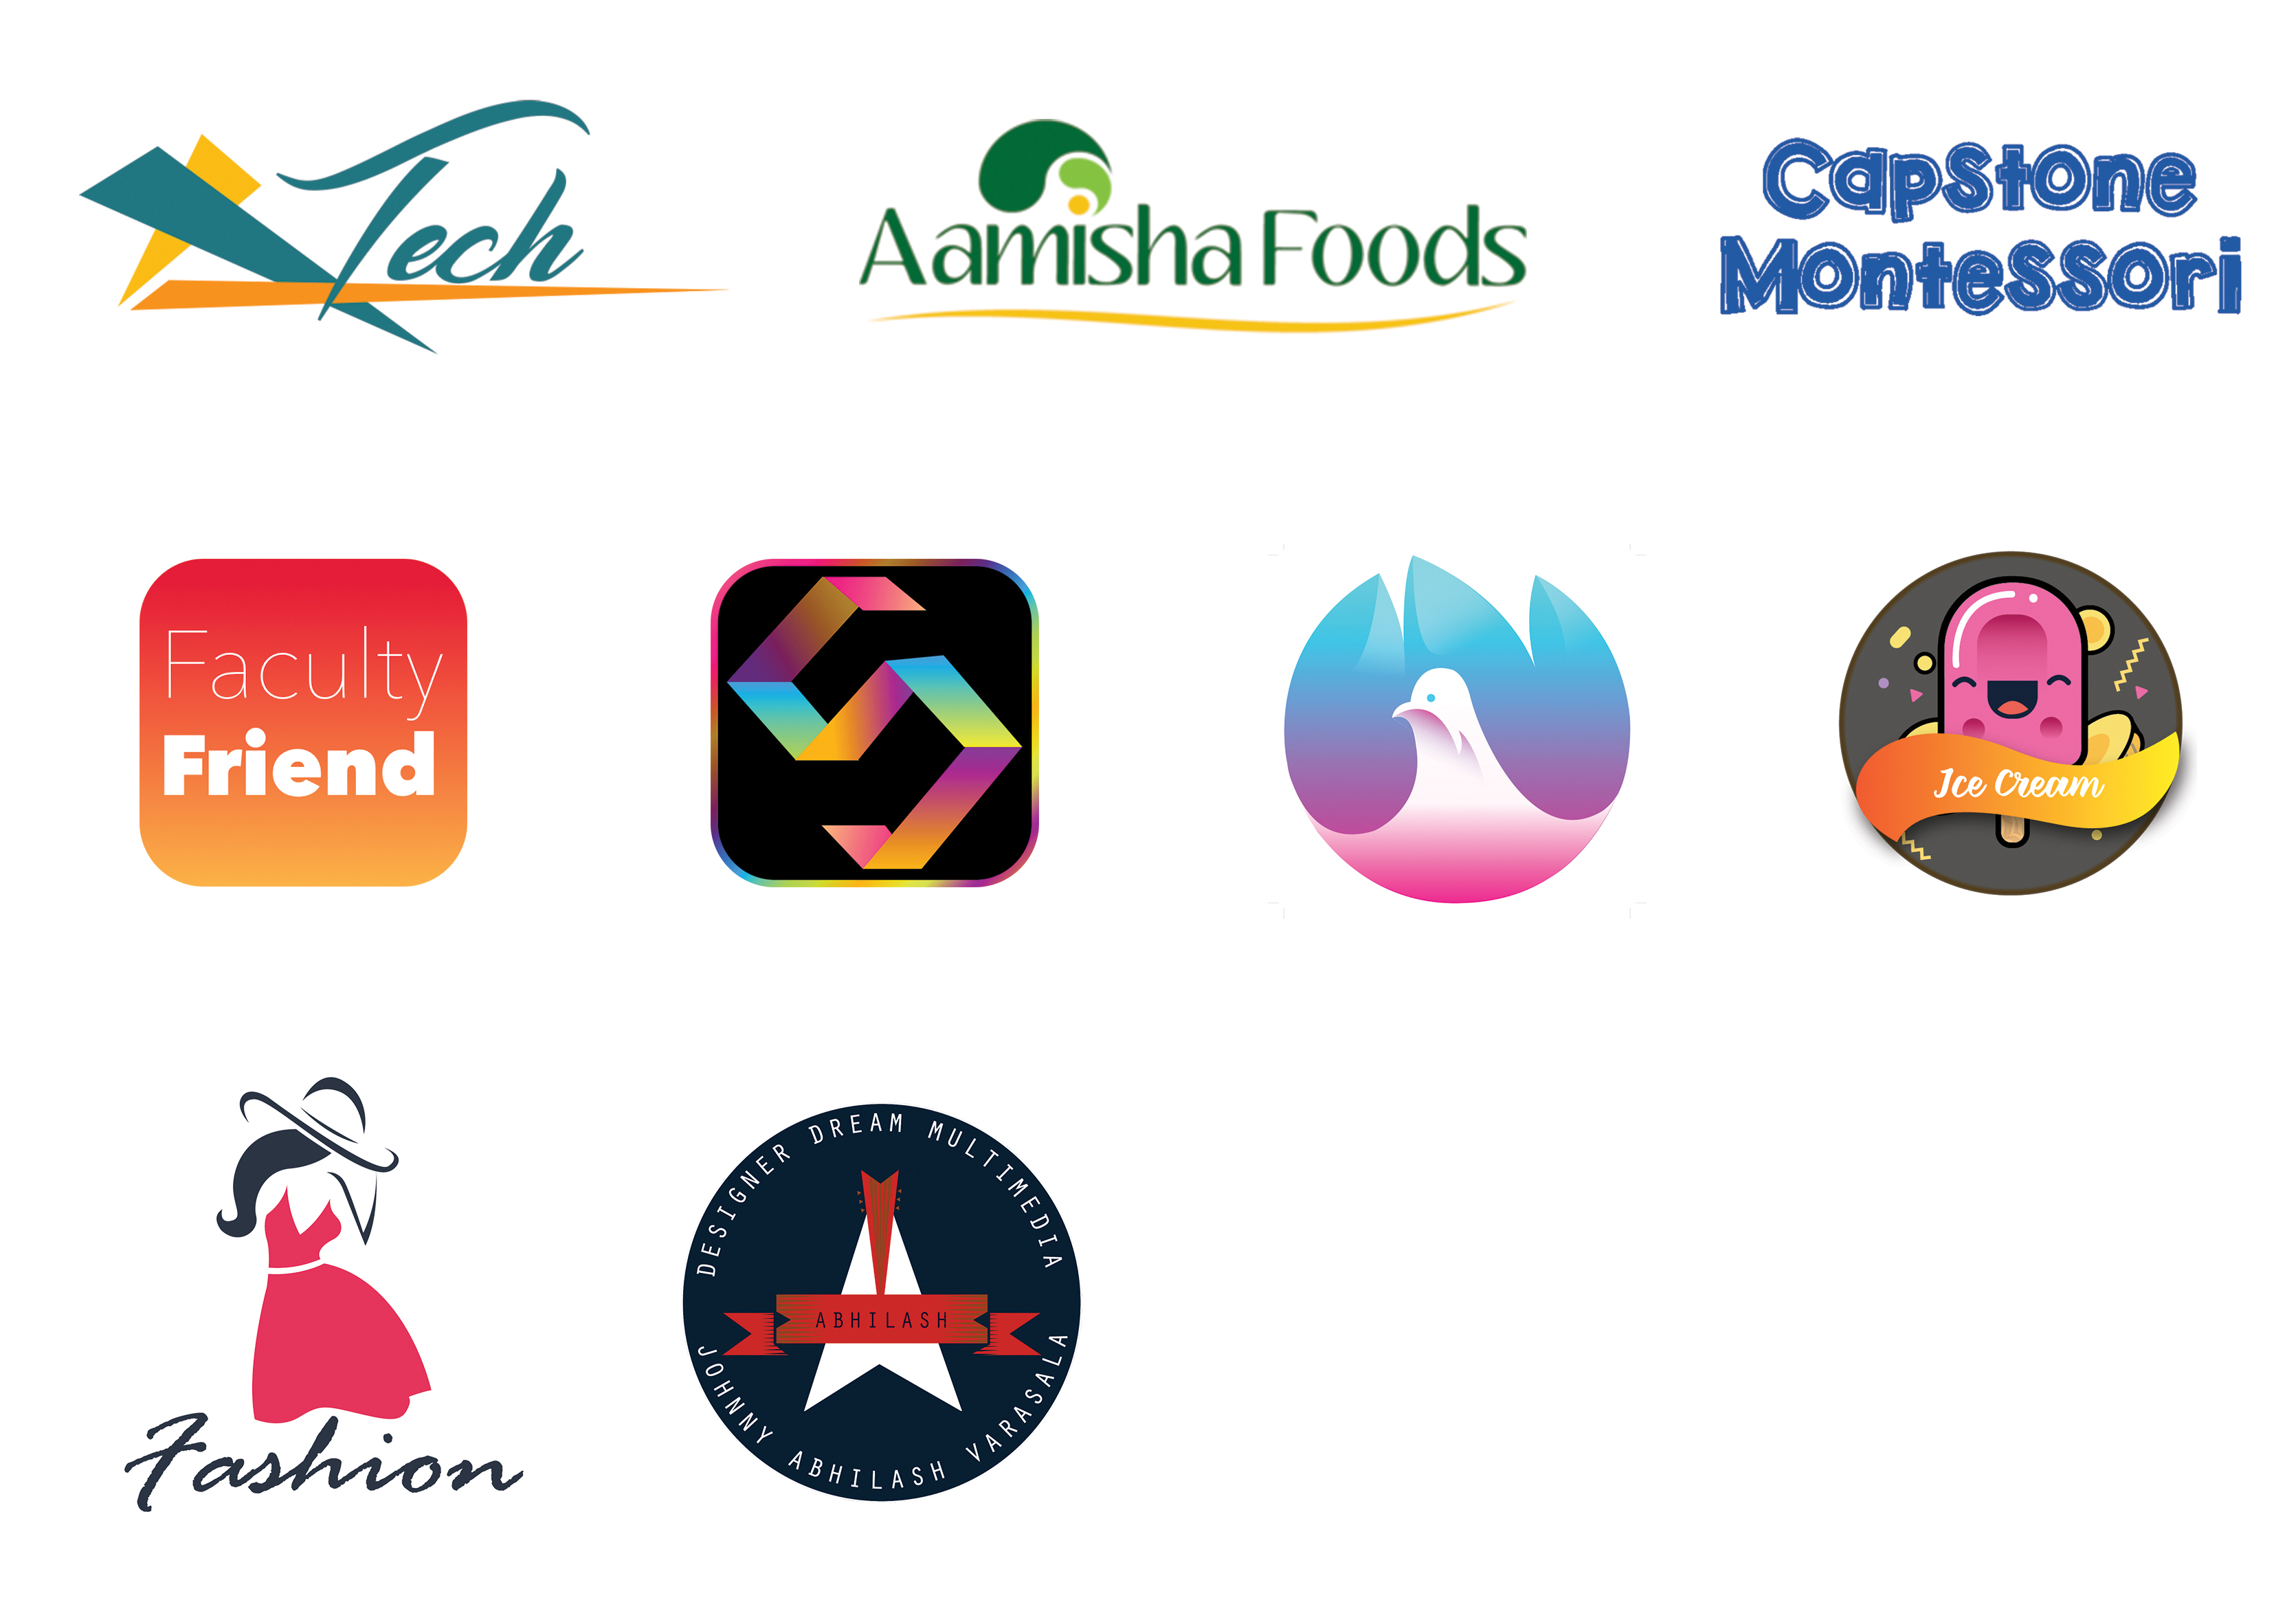 Tech
Aamisha Foods
Capstone
Montessori
Faculty
Friend
Ice Cream
Fashion
DESIGNER DREAM MULTIMEDIA
ABHILASH
JOHNNY ABHILASH VARASALA